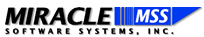 MIRACLE MSS
SOFTWARE SYSTEMS, INC.